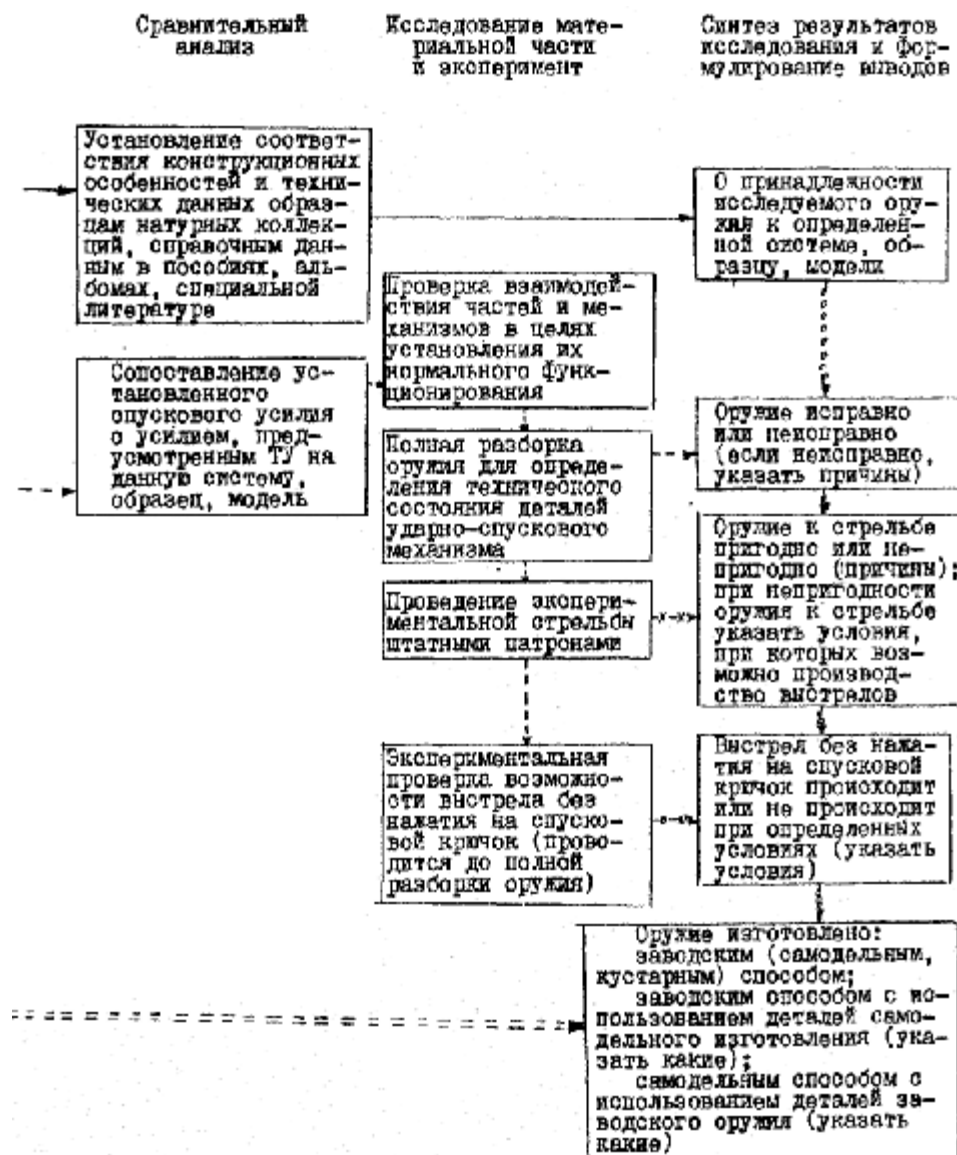 Сравнительный
анализ
Исследование мате-
риальной части
и эксперимент
Синтез результатов
исследования и фор-
мулирование выводов
Установление соответ-
ствия конструкционных
особенностей и техни-
ческих данных образ-
цам натурных коллек-
ций, справочным дан-
ным в пособиях, аль-
бомах, специальной
литературе
О принадлежности
исследуемого ору-
жия к определен-
ной системе, об-
разцу, модели
Проверка взаимодей-
ствия частей и ме-
ханизмов в целях
установления их
нормального функ-
ционирования
Сопоставление ус-
тановленного
спускового усилия
с усилием, пред-
усмотренным ТУ на
данную систему,
образец, модель
Оружие исправно
или неисправно
(если неисправно,
указать причины)
Полная разборка
оружия для опреде-
ления технического
состояния деталей
ударно-спускового
механизма
Оружие к стрельбе
пригодно или не-
пригодно (причины);
при непригодности
оружия к стрельбе
указать условия,
при которых воз-
можно производ-
ство выстрелов
Проведение экспери-
ментальной стрельбы
штатными патронами
Экспериментальная
проверка возможно-
сти выстрела без
нажатия на спуско-
вой крючок (прово-
дится до полной
разборки оружия)
Выстрел без нажа-
тия на спусковой
крючок происходит
или не происходит
при определенных
условиях (указать
условия)
Оружие изготовлено:
заводским (самодельным,
кустарным) способом;
заводским способом с ис-
пользованием деталей само-
дельного изготовления (ука-
зать какие);
самодельным способом с
использованием деталей за-
водского оружия (указать
какие)